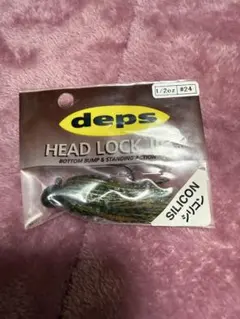 1/2oz #24
deps
HEAD LOCK JIG
BOTTOM BUMP & STANDING ACTION
SILICON
シリコン